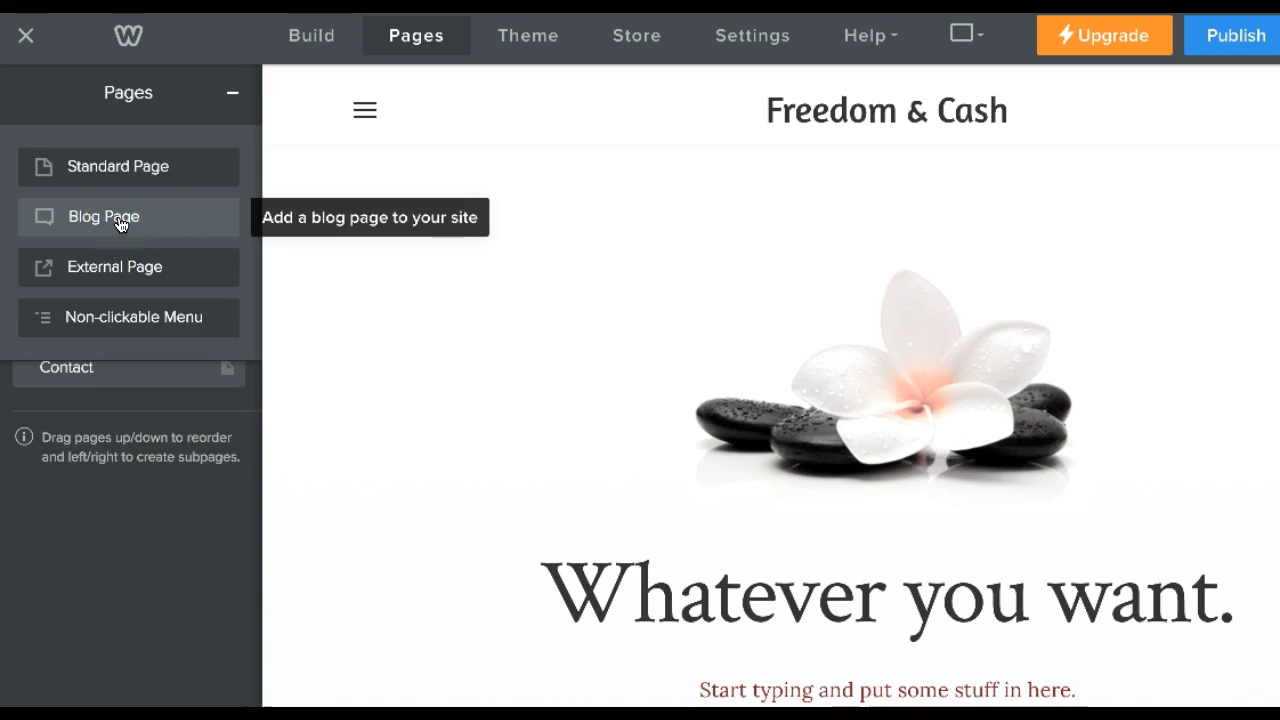 Build
Pages
Theme
Store
Settings
Help
Upgrade
Publish
Pages
Standard Page
Blog Page
Add a blog page to your site
External Page
Non-clickable Menu
Contact
Drag pages up/down to reorder
and left/right to create subpages.
Freedom & Cash
Whatever you want.
Start typing and put some stuff in here.